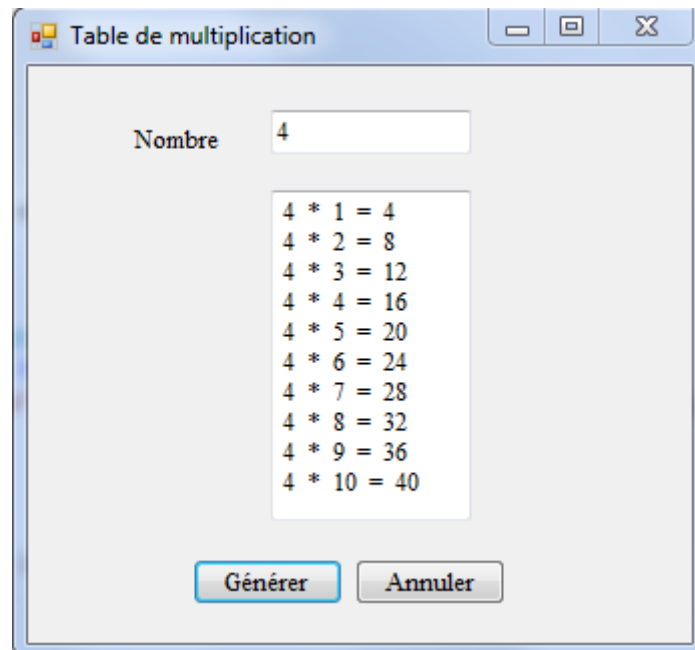 Table de multiplication
Nombre 4
4 * 1 = 4
4 * 2 = 8
4 * 3 = 12
4 * 4 = 16
4 * 5 = 20
4 * 6 = 24
4 * 7 = 28
4 * 8 = 32
4 * 9 = 36
4 * 10 = 40
Générer Annuler